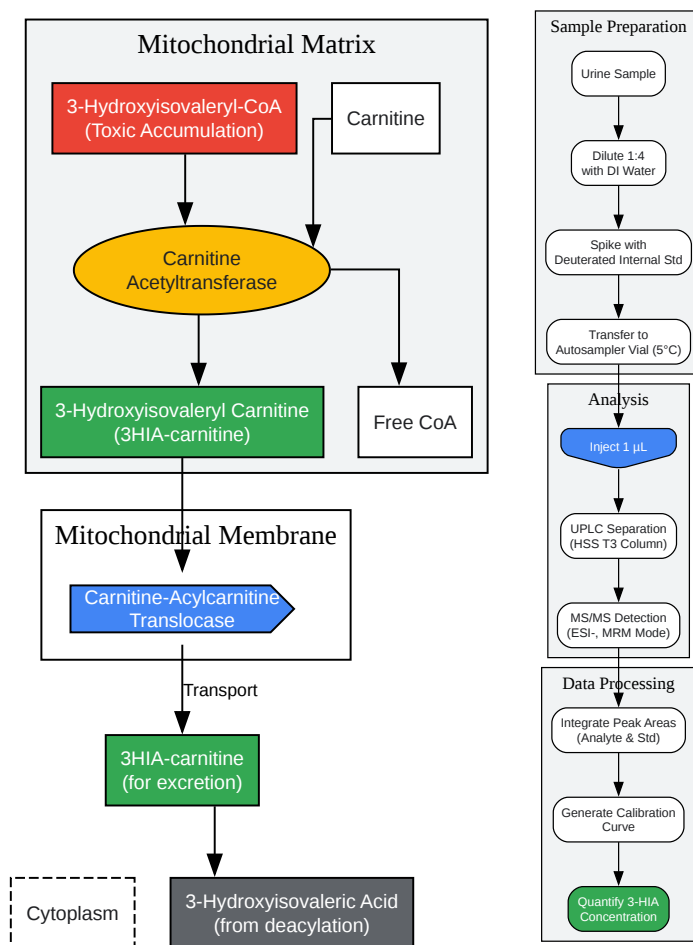 Mitochondrial Matrix
3-Hydroxyisovaleryl-CoA
(Toxic Accumulation)
Carnitine
Carnitine
Acetyltransferase
3-Hydroxyisovaleryl Carnitine
(3HIA-carnitine)
Free CoA
Mitochondrial Membrane
Carnitine-Acylcarnitine
Translocase
Transport
3HIA-carnitine
(for excretion)
3-Hydroxyisovaleric Acid
(from deacylation)
Cytoplasm
Sample Preparation
Urine Sample
Dilute 1:4
with DI Water
Spike with
Deuterated Internal Std
Transfer to
Autosampler Vial (5°C)
Analysis
Inject 1 µL
UPLC Separation
(HSS T3 Column)
MS/MS Detection
(ESI-, MRM Mode)
Data Processing
Integrate Peak Areas
(Analyte & Std)
Generate Calibration
Curve
Quantify 3-HIA
Concentration